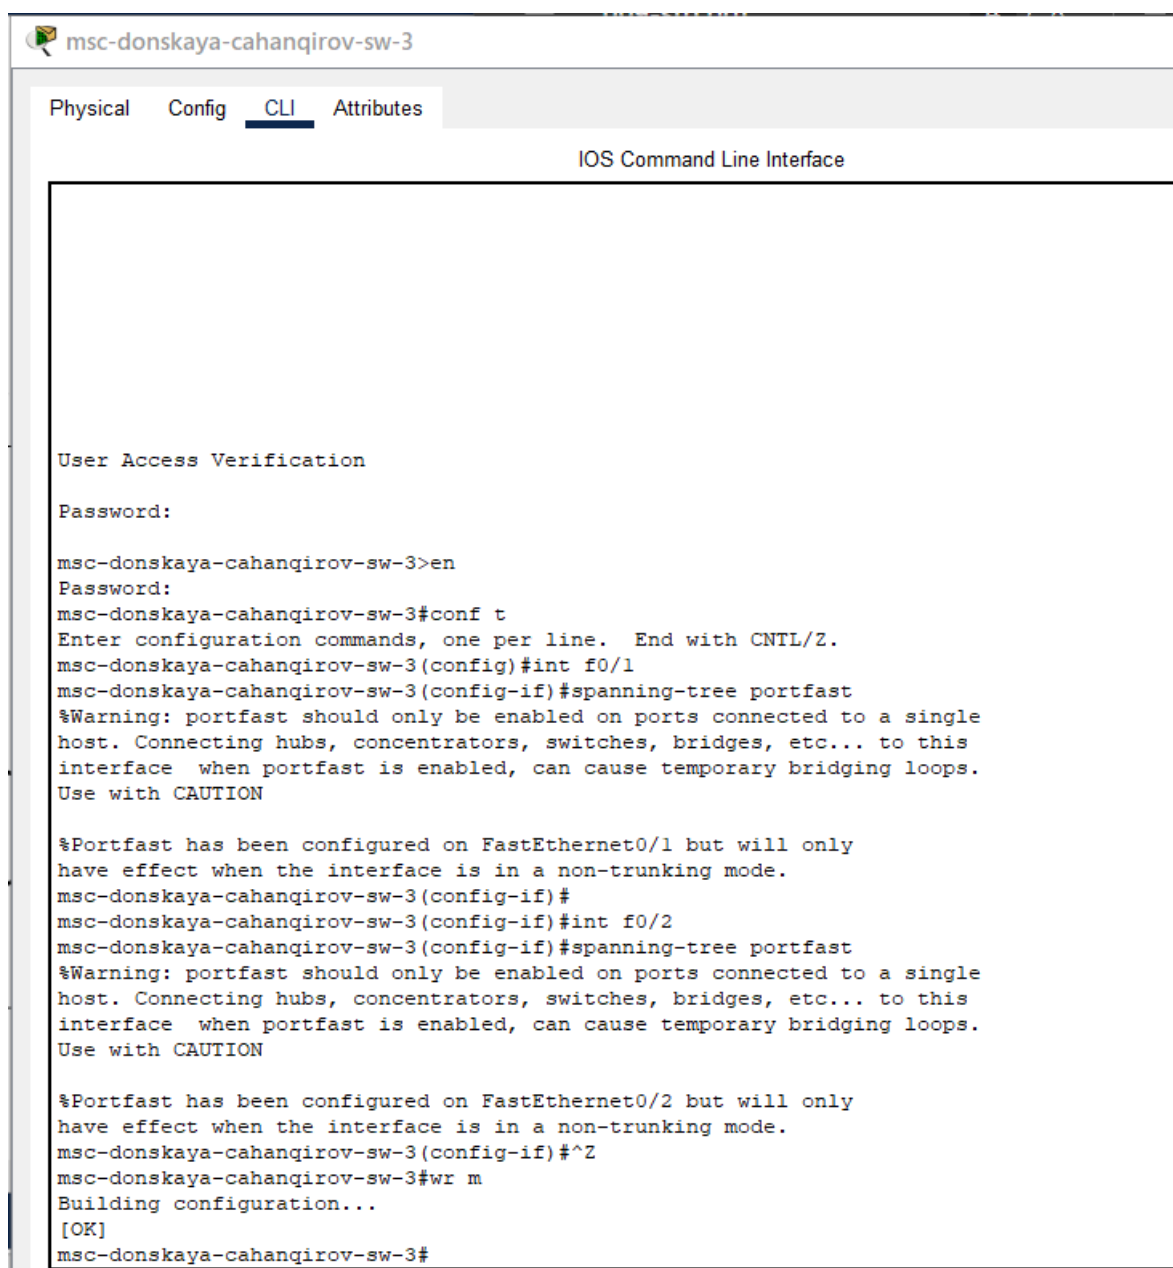 msc-donskaya-cahanqirov-sw-3
Physical Config CLI Attributes
IOS Command Line Interface
User Access Verification
Password:
msc-donskaya-cahanqirov-sw-3>en
Password:
msc-donskaya-cahanqirov-sw-3#conf t
Enter configuration commands, one per line.  End with CNTL/Z.
msc-donskaya-cahanqirov-sw-3(config)#int f0/1
msc-donskaya-cahanqirov-sw-3(config-if)#spanning-tree portfast
%Warning: portfast should only be enabled on ports connected to a single
host. Connecting hubs, concentrators, switches, bridges, etc... to this
interface  when portfast is enabled, can cause temporary bridging loops.
Use with CAUTION
%Portfast has been configured on FastEthernet0/1 but will only
have effect when the interface is in a non-trunking mode.
msc-donskaya-cahanqirov-sw-3(config-if)#
msc-donskaya-cahanqirov-sw-3(config-if)#int f0/2
msc-donskaya-cahanqirov-sw-3(config-if)#spanning-tree portfast
%Warning: portfast should only be enabled on ports connected to a single
host. Connecting hubs, concentrators, switches, bridges, etc... to this
interface  when portfast is enabled, can cause temporary bridging loops.
Use with CAUTION
%Portfast has been configured on FastEthernet0/2 but will only
have effect when the interface is in a non-trunking mode.
msc-donskaya-cahanqirov-sw-3(config-if)#^Z
msc-donskaya-cahanqirov-sw-3#wr m
Building configuration...
[OK]
msc-donskaya-cahanqirov-sw-3#